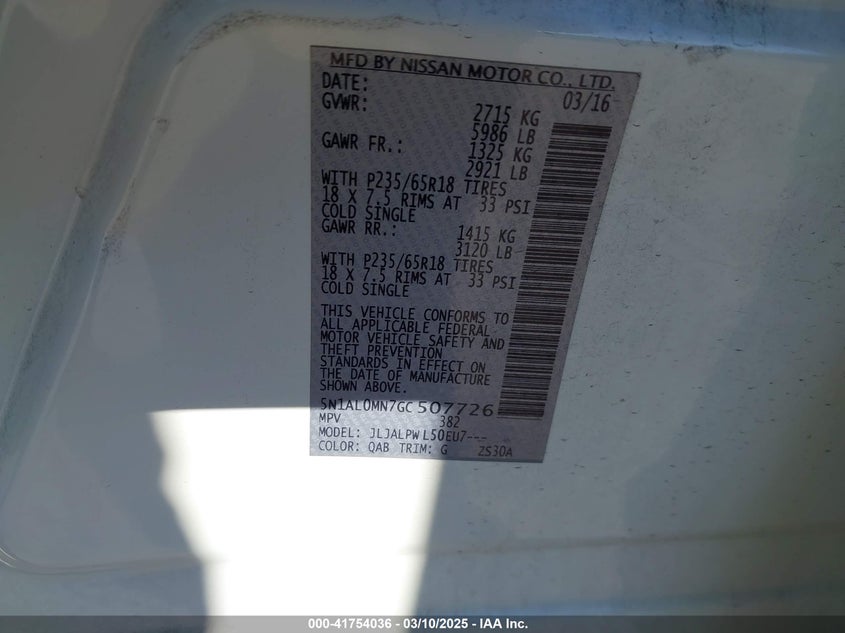 MFD BY NISSAN MOTOR CO., LTD.
DATE: 03/16
GVWR: 2715 KG
5986 LB
GAWR FR.: 1325 KG
2921 LB
WITH P235/65R18 TIRES
18 X 7.5 RIMS AT 33 PSI
COLD SINGLE
GAWR RR.: 1415 KG
3120 LB
WITH P235/65R18 TIRES
18 X 7.5 RIMS AT 33 PSI
COLD SINGLE
THIS VEHICLE CONFORMS TO
ALL APPLICABLE FEDERAL
MOTOR VEHICLE SAFETY AND
THEFT PREVENTION
STANDARDS IN EFFECT ON
THE DATE OF MANUFACTURE
SHOWN ABOVE.
5N1AL0MN7GC507726
MPV 382
MODEL: JLJALPWL50EU7---
COLOR: QAB TRIM: G ZS30A
000-41754036 - 03/10/2025 - IAA Inc.